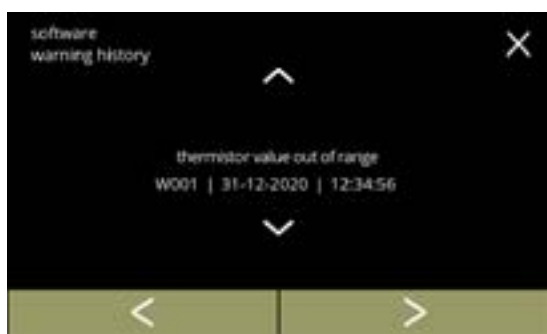 software
warning history
thermistor value out of range
W001 | 31-12-2020 | 12:34:56